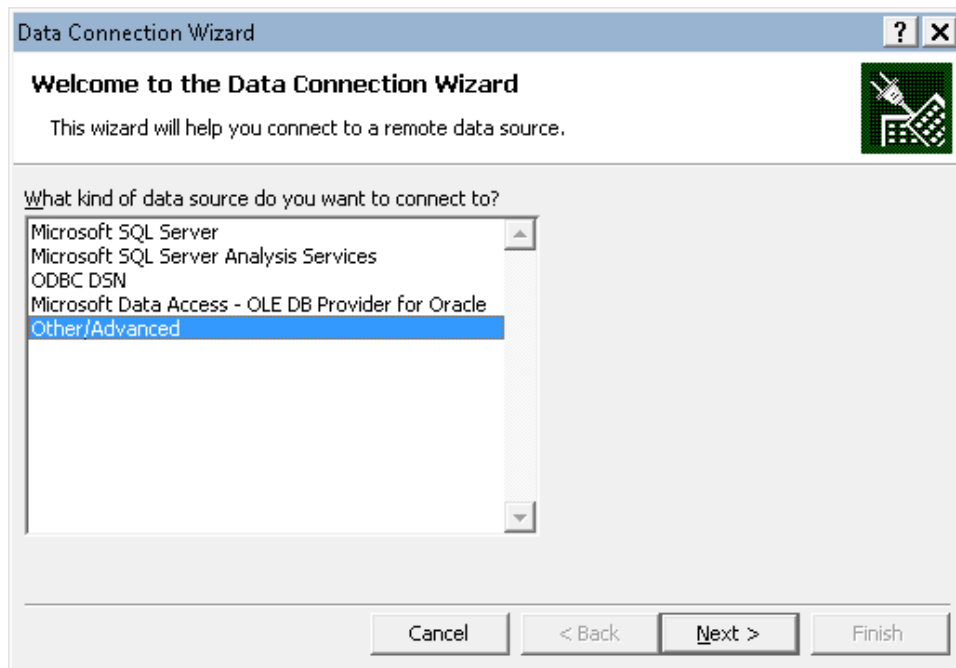 Data Connection Wizard
Welcome to the Data Connection Wizard
This wizard will help you connect to a remote data source.
What kind of data source do you want to connect to?
Microsoft SQL Server
Microsoft SQL Server Analysis Services
ODBC DSN
Microsoft Data Access - OLE DB Provider for Oracle
Other/Advanced
Cancel < Back Next > Finish